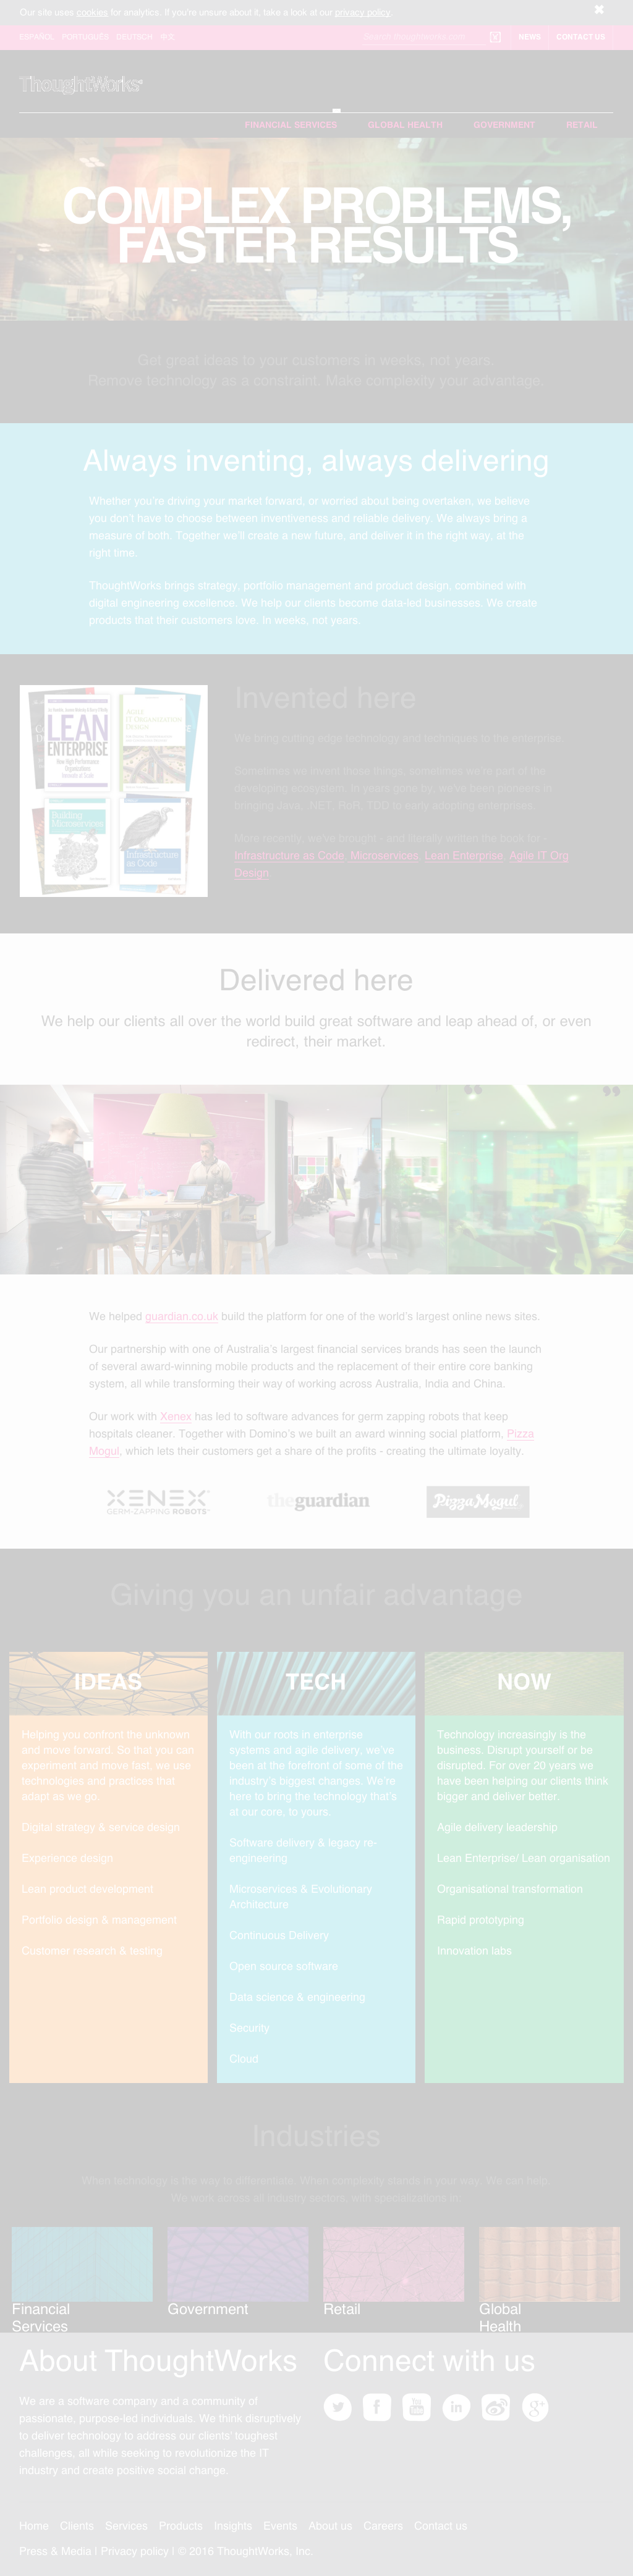 Our site uses cookies for analytics. If you're unsure about it, take a look at our privacy policy.
ESPAÑOL PORTUGUÊS DEUTSCH 中文
NEWS CONTACT US
ThoughtWorks®
FINANCIAL SERVICES GLOBAL HEALTH GOVERNMENT RETAIL
COMPLEX PROBLEMS,
FASTER RESULTS
Get great ideas to your customers in weeks, not years.
Remove technology as a constraint. Make complexity your advantage.
Always inventing, always delivering
Whether you're driving your market forward, or worried about being overtaken, we believe
you don't have to choose between inventiveness and reliable delivery. We always bring a
measure of both. Together we'll create a new future, and deliver it in the right way, at the
right time.
ThoughtWorks brings strategy, portfolio management and product design, combined with
digital engineering excellence. We help our clients become data-led businesses. We create
products that their customers love. In weeks, not years.
LEAN
ENTERPRISE
AGILE
IT ORGANIZATION
DESIGN
Building
Microservices
Infrastructure
as Code
Invented here
We bring cutting edge technology and techniques to the enterprise.
Sometimes we invent those things, sometimes we're part of the
developing ecosystem. In years gone by, we've been pioneers in
bringing Java, .NET, RoR, TDD to early adopting enterprises.
More recently, we've brought - and literally written the book for -
Infrastructure as Code, Microservices, Lean Enterprise, Agile IT Org
Design.
Delivered here
We help our clients all over the world build great software and leap ahead of, or even
redirect, their market.
We helped guardian.co.uk build the platform for one of the world's largest online news sites.
Our partnership with one of Australia's largest financial services brands has seen the launch
of several award-winning mobile products and the replacement of their entire core banking
system, all while transforming their way of working across Australia, India and China.
Our work with Xenex has led to software advances for germ zapping robots that keep
hospitals cleaner. Together with Domino's we built an award winning social platform, Pizza
Mogul, which lets their customers get a share of the profits - creating the ultimate loyalty.
XENEX™ theguardian Pizza Mogul
GERM-ZAPPING ROBOTS™
Giving you an unfair advantage
IDEAS
Helping you confront the unknown
and move forward. So that you can
experiment and move fast, we use
technologies and practices that
adapt as we go.
Digital strategy & service design
Experience design
Lean product development
Portfolio design & management
Customer research & testing
TECH
With our roots in enterprise
systems and agile delivery, we've
been at the forefront of some of the
industry's biggest changes. We're
here to bring the technology that's
at our core, to yours.
Software delivery & legacy re-
engineering
Microservices & Evolutionary
Architecture
Continuous Delivery
Open source software
Data science & engineering
Security
Cloud
NOW
Technology increasingly is the
business. Disrupt yourself or be
disrupted. For over 20 years we
have been helping our clients think
bigger and deliver better.
Agile delivery leadership
Lean Enterprise/ Lean organisation
Organisational transformation
Rapid prototyping
Innovation labs
Industries
When technology is the way to differentiate. When complexity stands in your way. We can help.
We work across all industry sectors, with specializations in:
Financial
Services
Government
Retail
Global
Health
About ThoughtWorks
We are a software company and a community of
passionate, purpose-led individuals. We think disruptively
to deliver technology to address our clients' toughest
challenges, all while seeking to revolutionize the IT
industry and create positive social change.
Connect with us
Home Clients Services Products Insights Events About us Careers Contact us
Press & Media | Privacy policy | © 2016 ThoughtWorks, Inc.